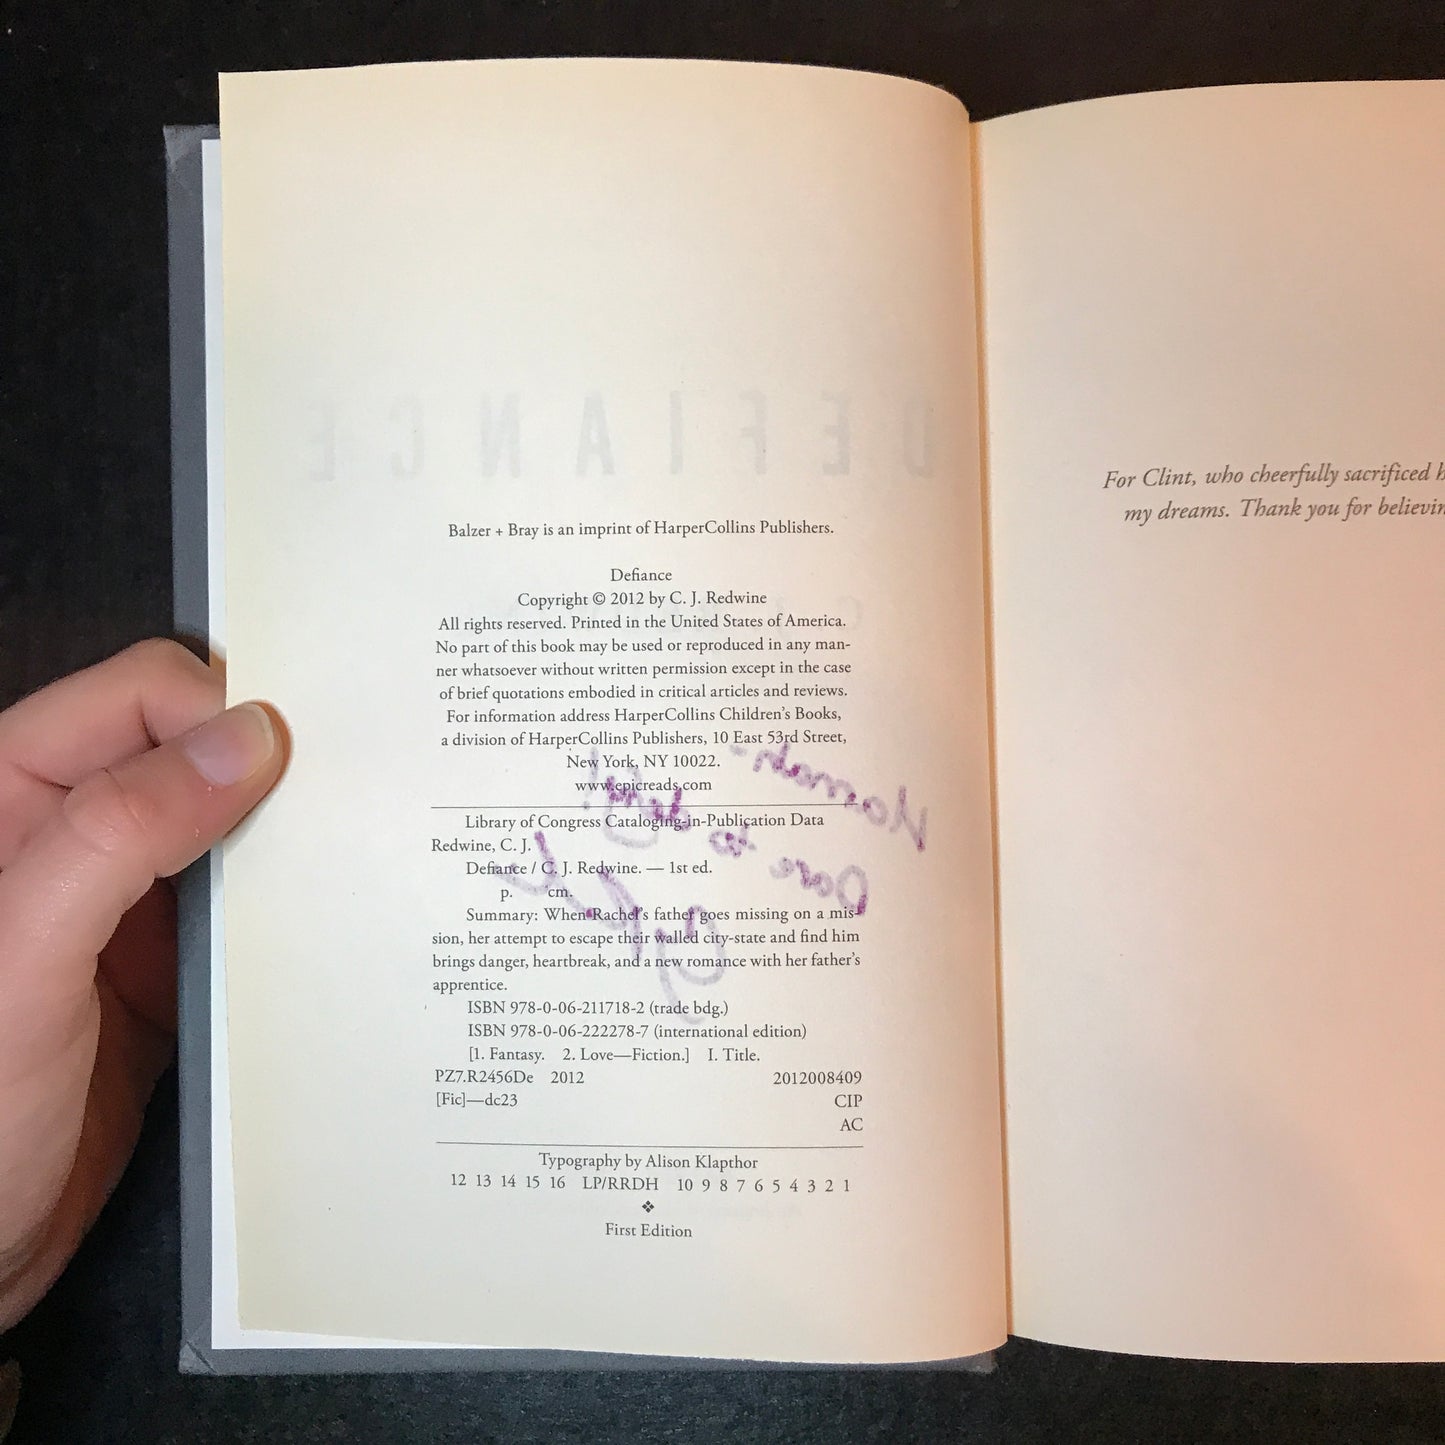 DEFIANCE
Balzer + Bray is an imprint of HarperCollins Publishers.
Defiance
Copyright © 2012 by C. J. Redwine
All rights reserved. Printed in the United States of America.
No part of this book may be used or reproduced in any man-
ner whatsoever without written permission except in the case
of brief quotations embodied in critical articles and reviews.
For information address HarperCollins Children's Books,
a division of HarperCollins Publishers, 10 East 53rd Street,
New York, NY 10022.
www.epicreads.com
Hannah -
Dare to defy!
Library of Congress Cataloging-in-Publication Data
Redwine, C. J.
Defiance / C. J. Redwine. — 1st ed.
p. cm.
Summary: When Rachel's father goes missing on a mis-
sion, her attempt to escape their walled city-state and find him
brings danger, heartbreak, and a new romance with her father's
apprentice.
ISBN 978-0-06-211718-2 (trade bdg.)
ISBN 978-0-06-222278-7 (international edition)
[1. Fantasy. 2. Love—Fiction.] I. Title.
PZ7.R2456De 2012 2012008409
[Fic]—dc23 CIP
AC
Typography by Alison Klapthor
12 13 14 15 16 LP/RRDH 10 9 8 7 6 5 4 3 2 1
❖
First Edition
For Clint, who cheerfully sacrificed h
my dreams. Thank you for believin